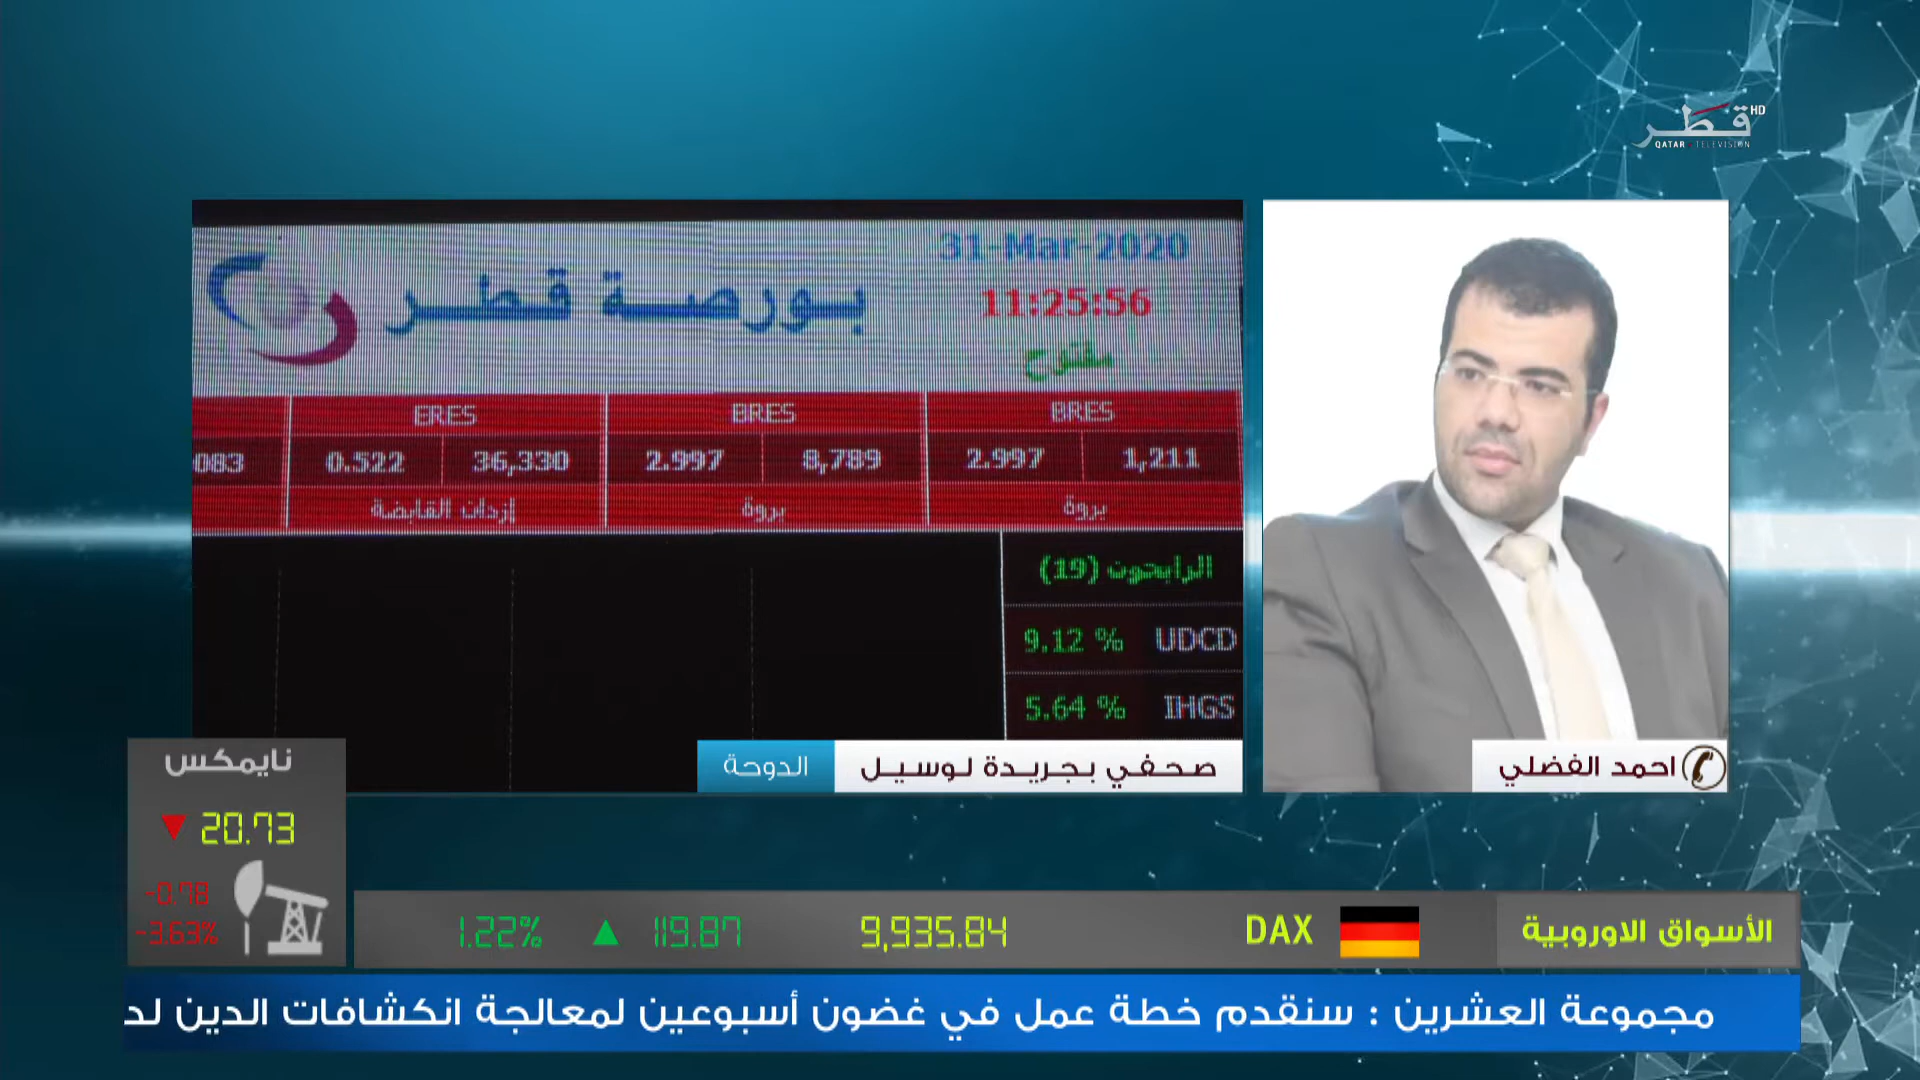 قطر HD
QATAR TELEVISION
31-Mar-2020
بورصة قطر
11:25:56
مفتوح
ERES BRES BRES
083 0.522 36,330 2.997 8,789 2.997 1,211
إزدان القابضة بروة بروة
الرابحون (19)
9.12 % UDCD
5.64 % IHGS
احمد الفضلي
صحفي بجريدة لوسيل
الدوحة
نايمكس
20.73
-0.78
-3.63%
الأسواق الاوروبية
DAX 9,935.84 119.87 1.22%
مجموعة العشرين : سنقدم خطة عمل في غضون أسبوعين لمعالجة انكشافات الدين لد